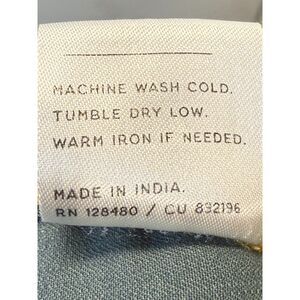 MACHINE WASH COLD.
TUMBLE DRY LOW.
WARM IRON IF NEEDED.
MADE IN INDIA.
RN 128480 / CU 832196